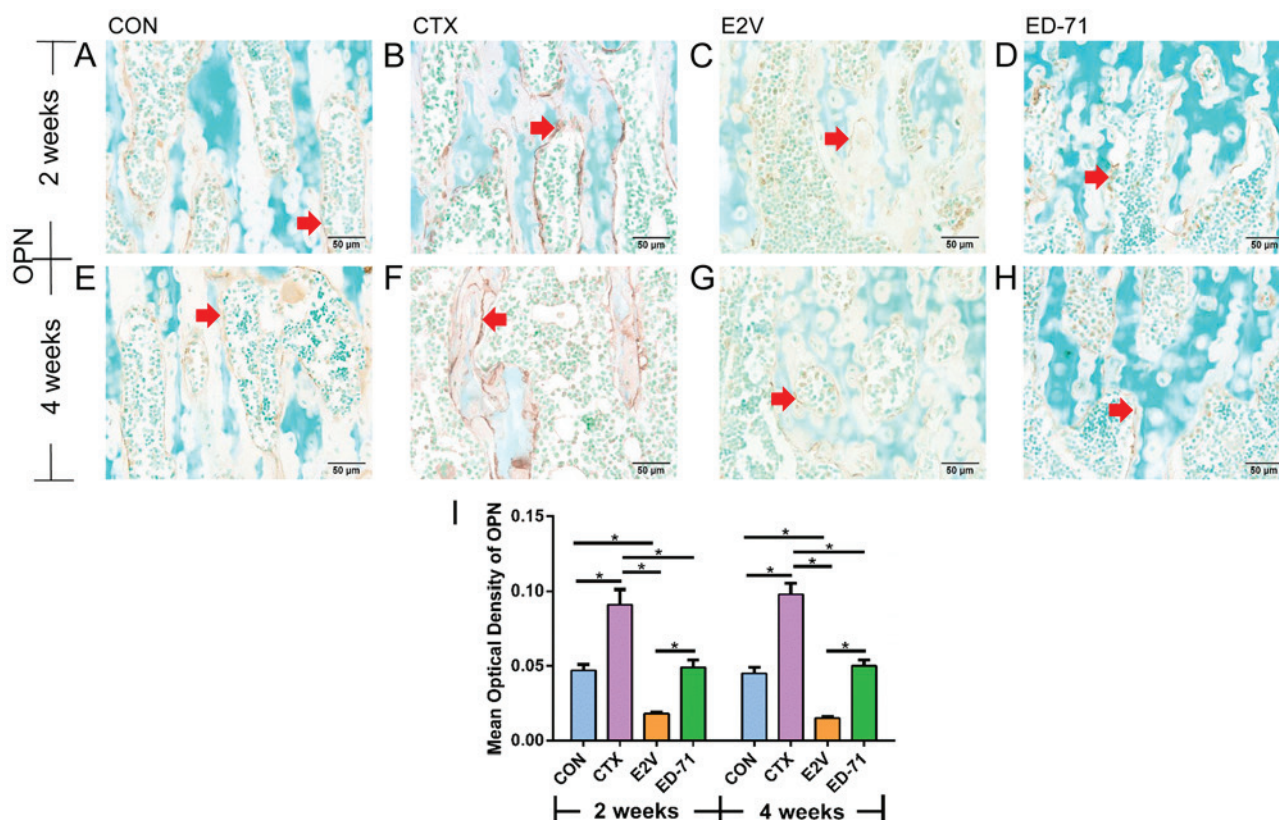 CON CTX E2V ED-71
OPN
2 weeks
A B C D
50 µm 50 µm 50 µm 50 µm
4 weeks
E F G H
50 µm 50 µm 50 µm 50 µm
I
Mean Optical Density of OPN
0.15
0.10
0.05
0.00
* * * * * * * * * *
CON CTX E2V ED-71 CON CTX E2V ED-71
2 weeks 4 weeks